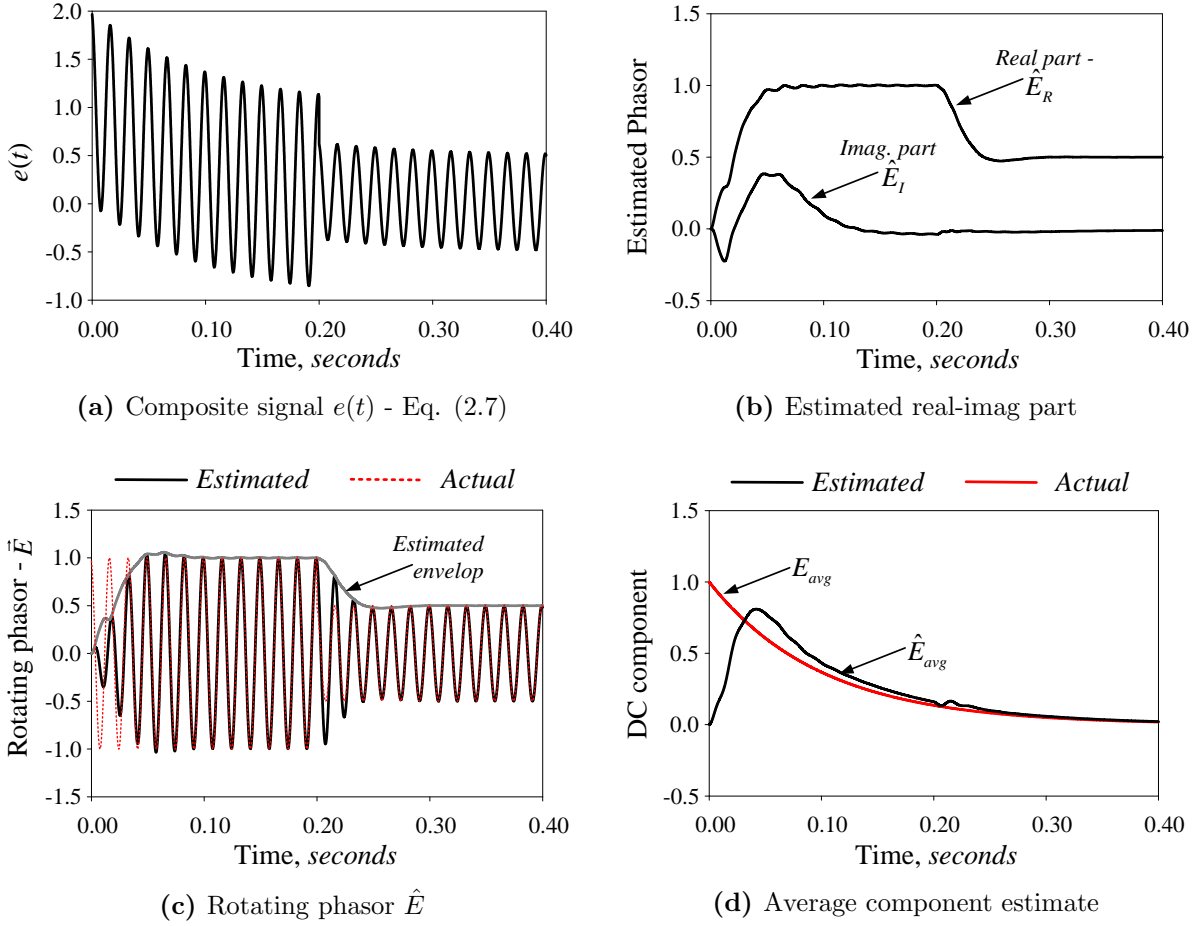 2.0
1.5
1.0
0.5
0.0
-0.5
-1.0
e(t)
0.00 0.10 0.20 0.30 0.40
Time, seconds
(a) Composite signal e(t) - Eq. (2.7)
1.5
1.0
0.5
0.0
-0.5
Estimated Phasor
Real part -
Ê_R
Imag. part
Ê_I
0.00 0.10 0.20 0.30 0.40
Time, seconds
(b) Estimated real-imag part
Estimated Actual
1.5
1.0
0.5
0.0
-0.5
-1.0
-1.5
Rotating phasor - E⃗
Estimated
envelop
0.00 0.10 0.20 0.30 0.40
Time, seconds
(c) Rotating phasor Ê
Estimated Actual
1.5
1.0
0.5
0.0
-0.5
DC component
E_avg
Ê_avg
0.00 0.10 0.20 0.30 0.40
Time, seconds
(d) Average component estimate